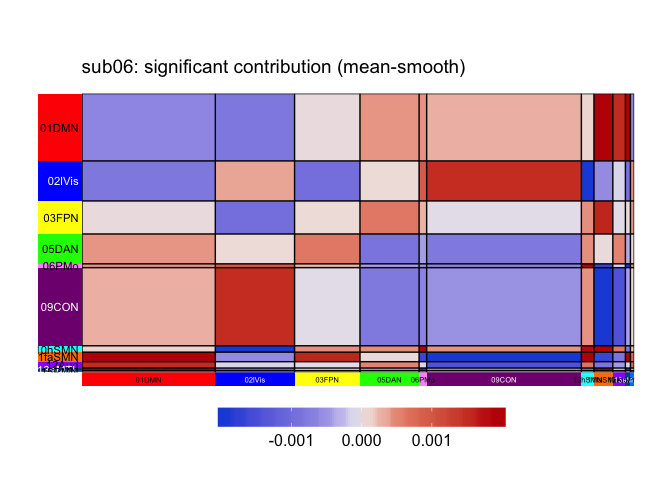 sub06: significant contribution (mean-smooth)
01DMN
02lVis
03FPN
05DAN
06PMo
09CON
01DMN
02lVis
03FPN
05DAN
06PMo
09CON
-0.001
0.000
0.001